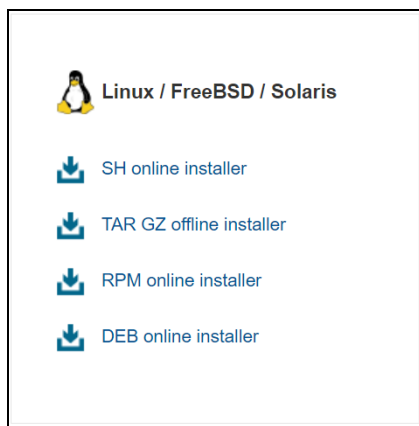 Linux / FreeBSD / Solaris
SH online installer
TAR GZ offline installer
RPM online installer
DEB online installer